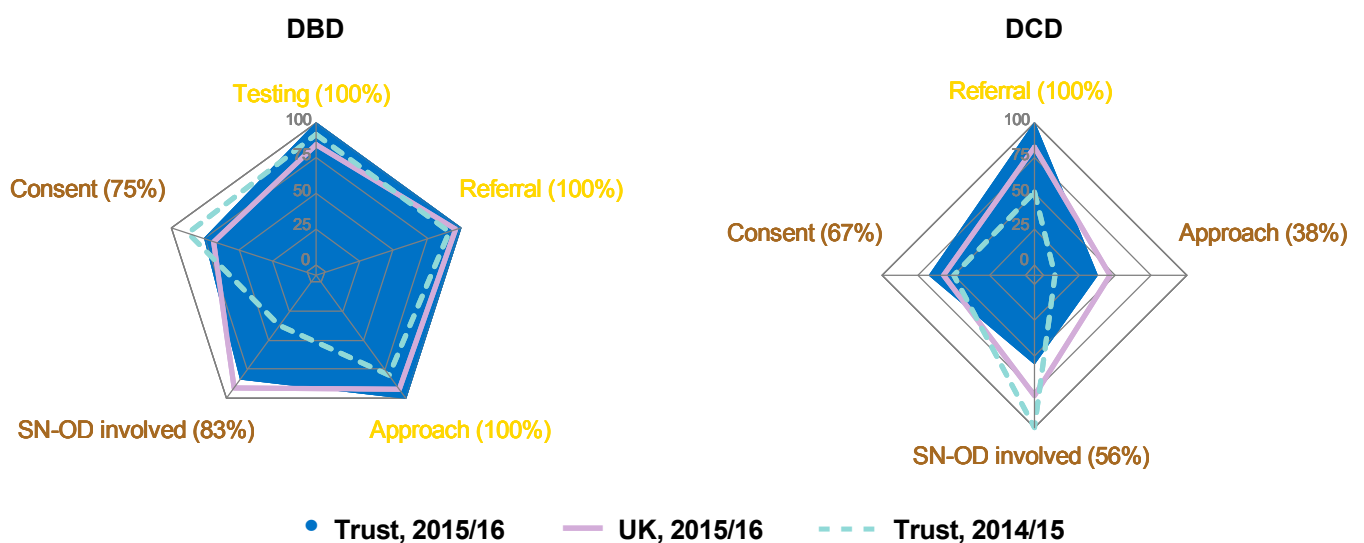 DBD
Testing (100%)
100
75
50
25
0
Consent (75%)
Referral (100%)
SN-OD involved (83%)
Approach (100%)
DCD
Referral (100%)
100
75
50
25
0
Consent (67%)
Approach (38%)
SN-OD involved (56%)
Trust, 2015/16
UK, 2015/16
Trust, 2014/15